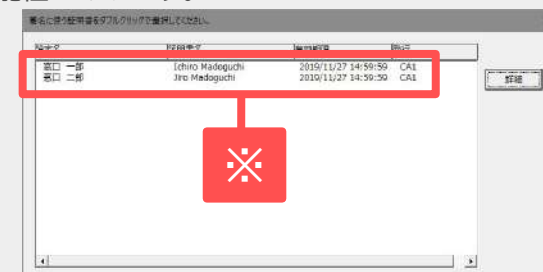 署名に使う証明書をダブルクリックで選択してください。
窓口 一郎 Ichiro Madoguchi 2019/11/27 14:59:59 CA1
窓口 二郎 Jiro Madoguchi 2019/11/27 14:59:59 CA1
詳細
※